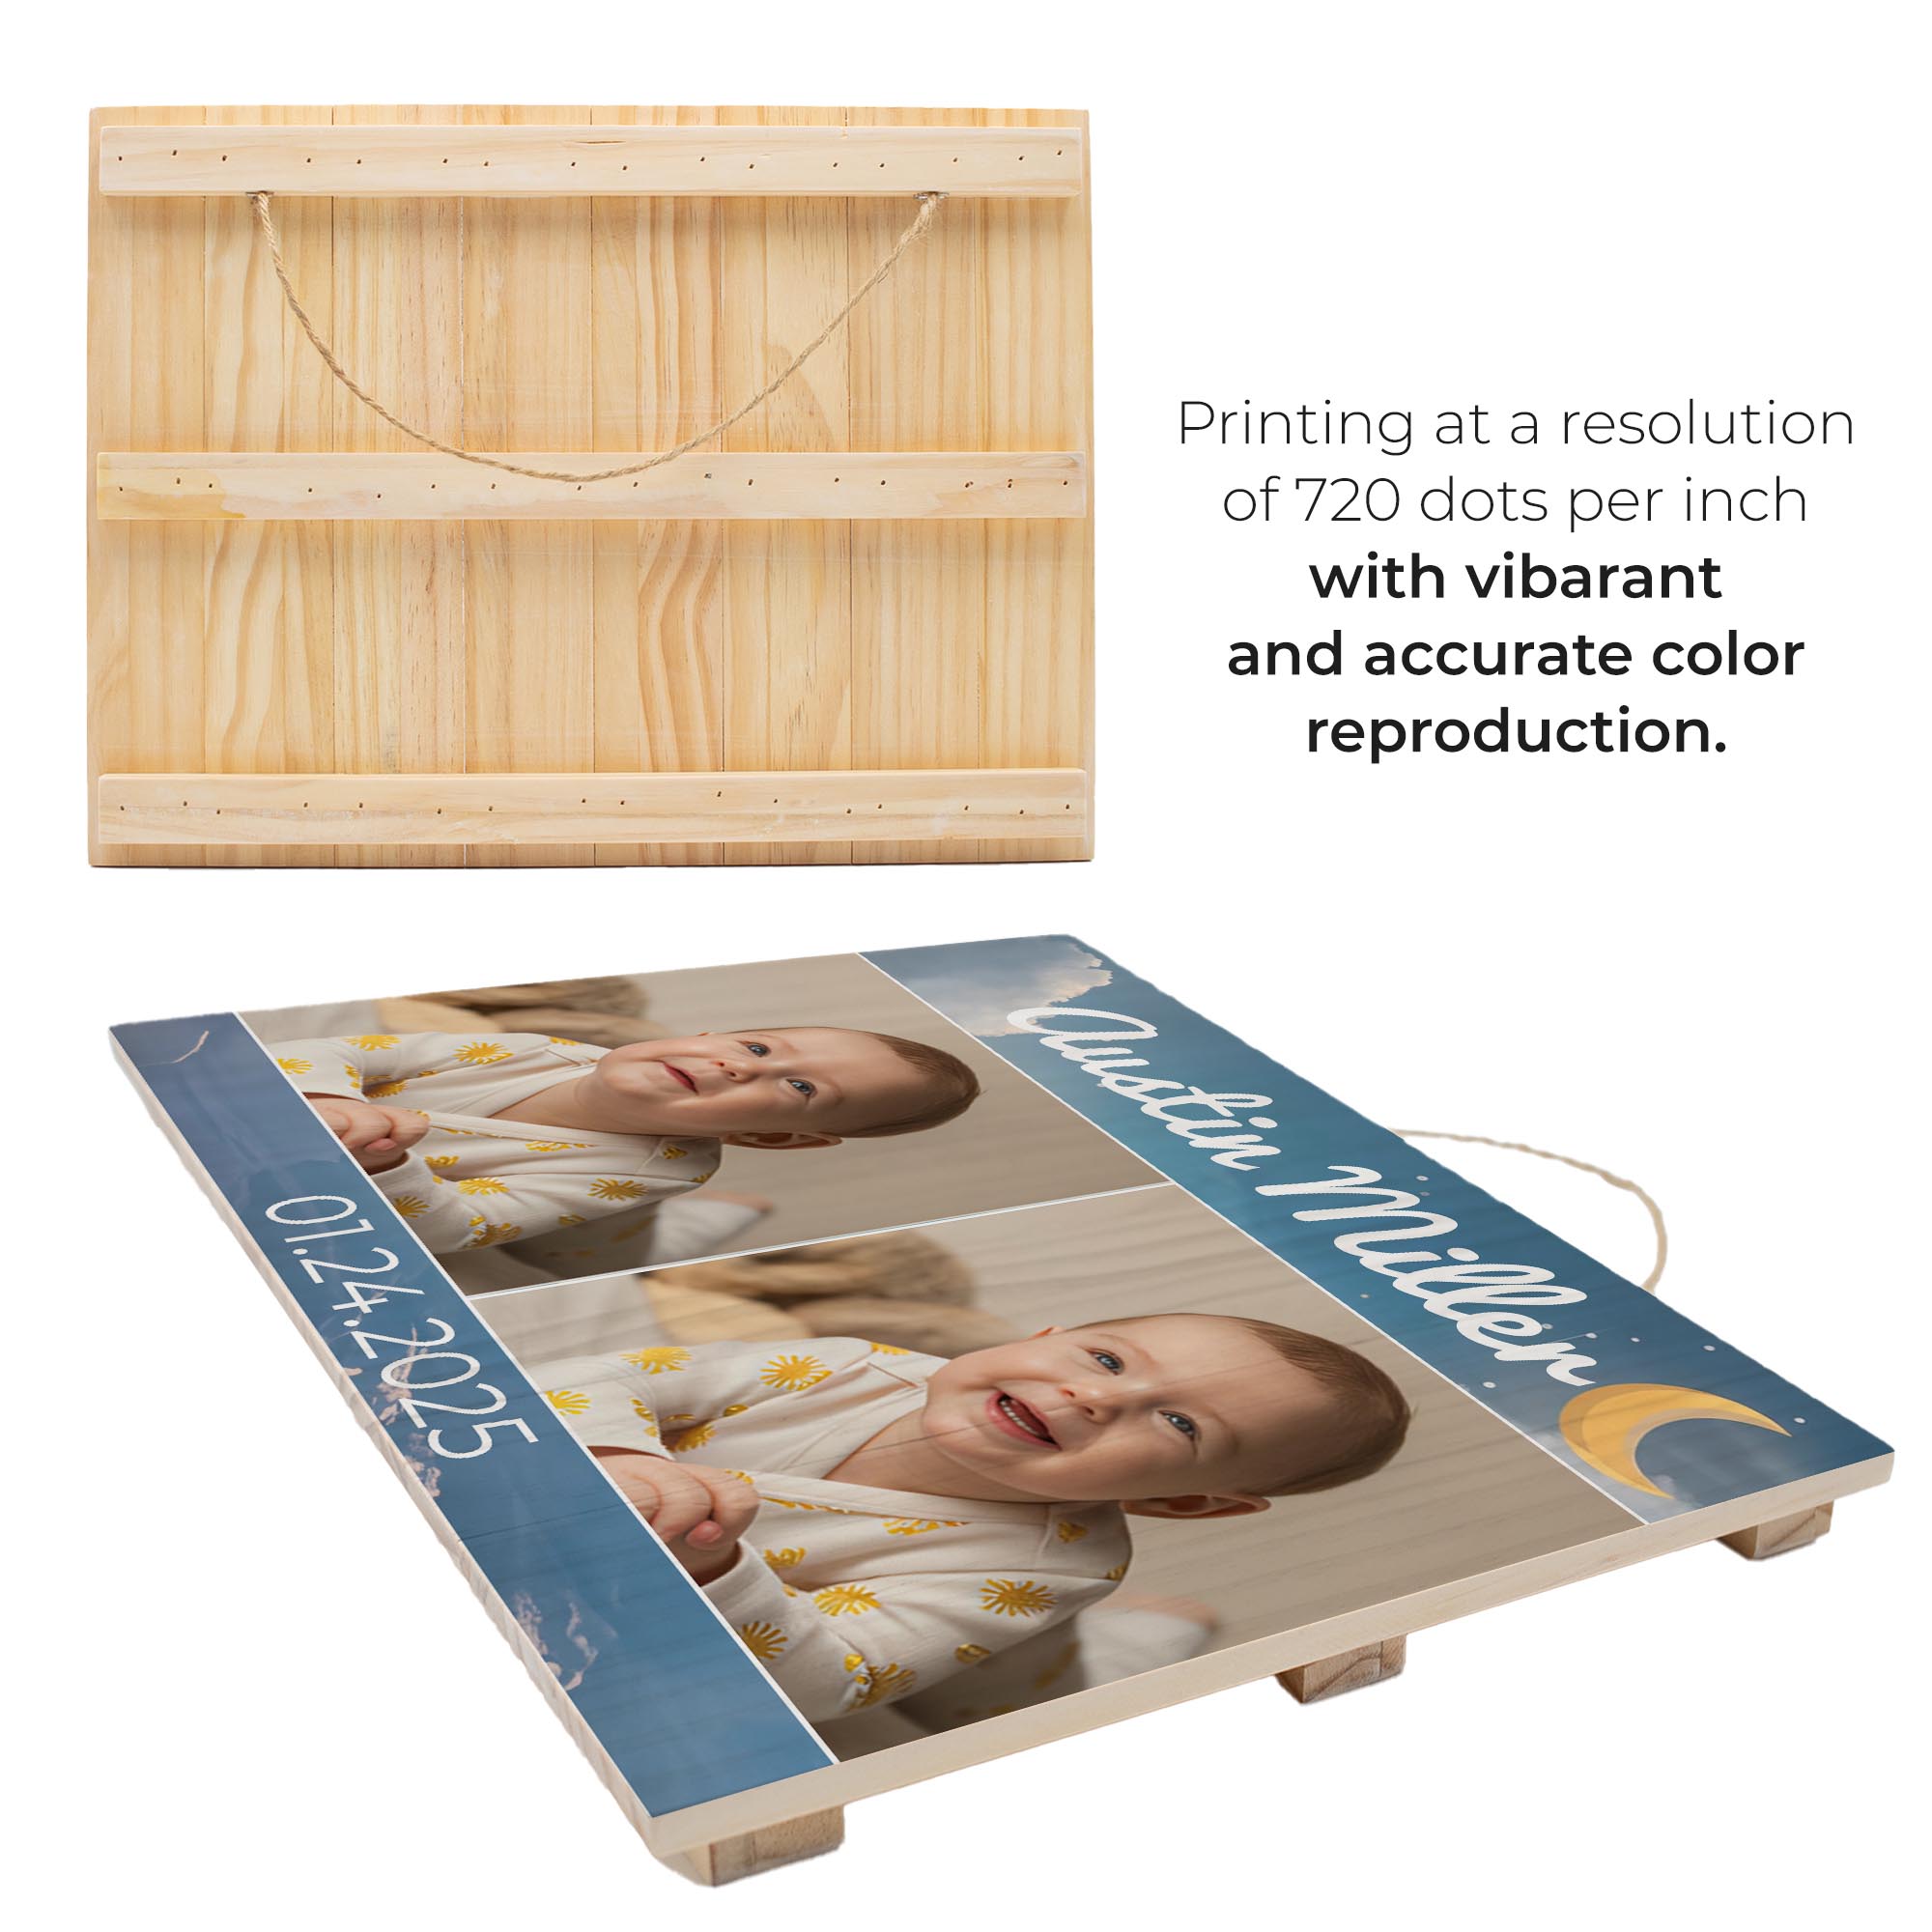 Printing at a resolution
of 720 dots per inch
with vibarant
and accurate color
reproduction.
Austin Miller
01.24.2025